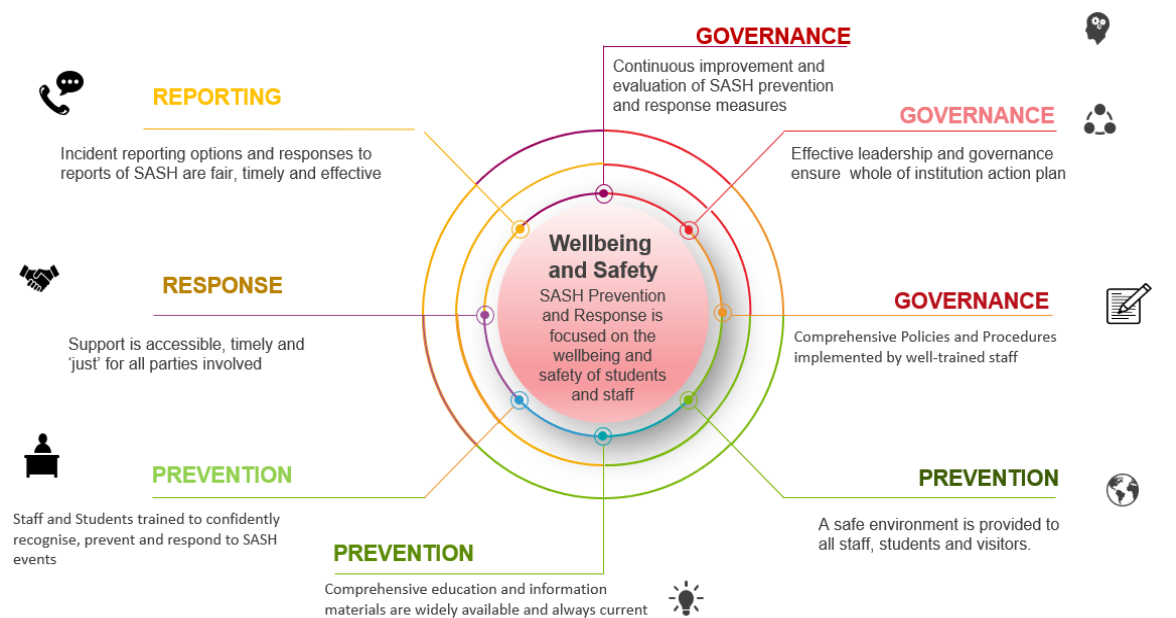 GOVERNANCE
Continuous improvement and
evaluation of SASH prevention
and response measures
GOVERNANCE
Effective leadership and governance
ensure  whole of institution action plan
GOVERNANCE
Comprehensive Policies and Procedures
implemented by well-trained staff
PREVENTION
A safe environment is provided to
all staff, students and visitors.
PREVENTION
Comprehensive education and information
materials are widely available and always current
PREVENTION
Staff and Students trained to confidently
recognise, prevent and respond to SASH
events
RESPONSE
Support is accessible, timely and
‘just’ for all parties involved
REPORTING
Incident reporting options and responses to
reports of SASH are fair, timely and effective
Wellbeing
and Safety
SASH Prevention
and Response is
focused on the
wellbeing and
safety of students
and staff